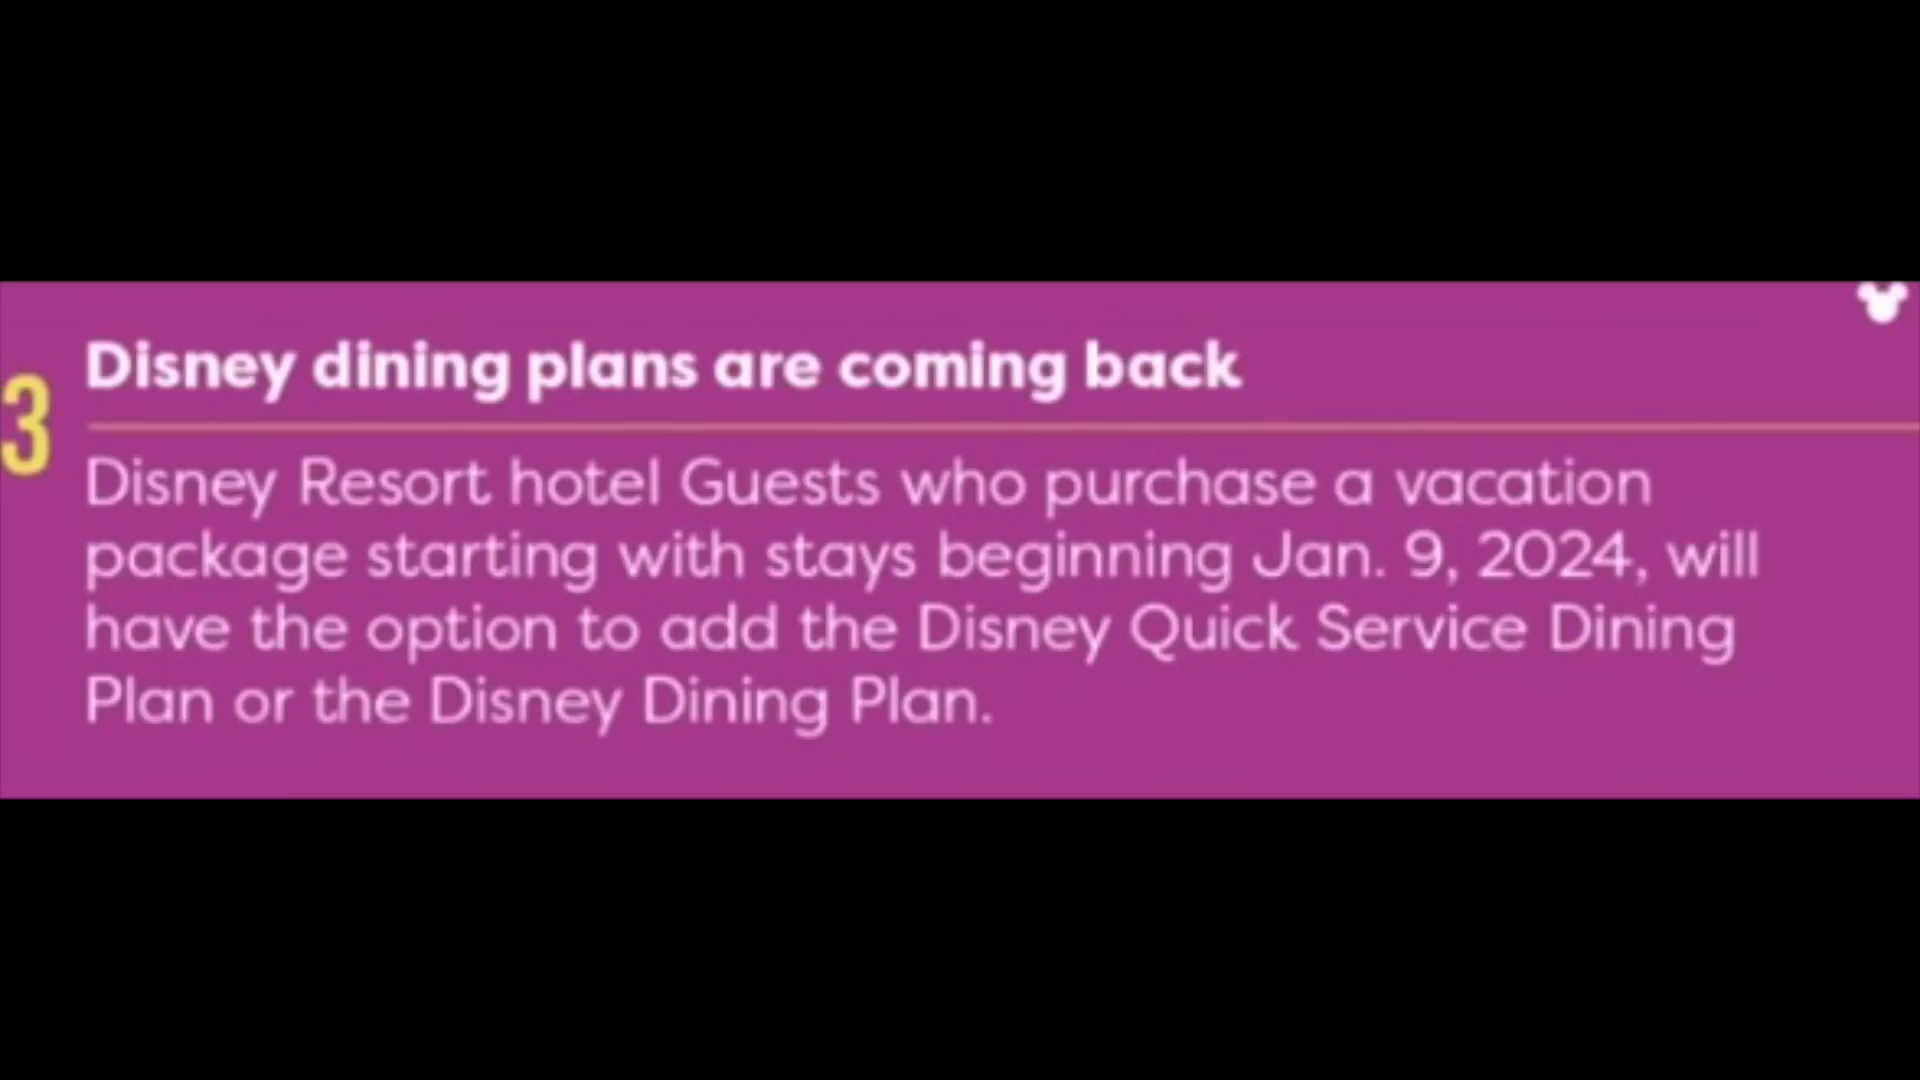 3
Disney dining plans are coming back
Disney Resort hotel Guests who purchase a vacation
package starting with stays beginning Jan. 9, 2024, will
have the option to add the Disney Quick Service Dining
Plan or the Disney Dining Plan.